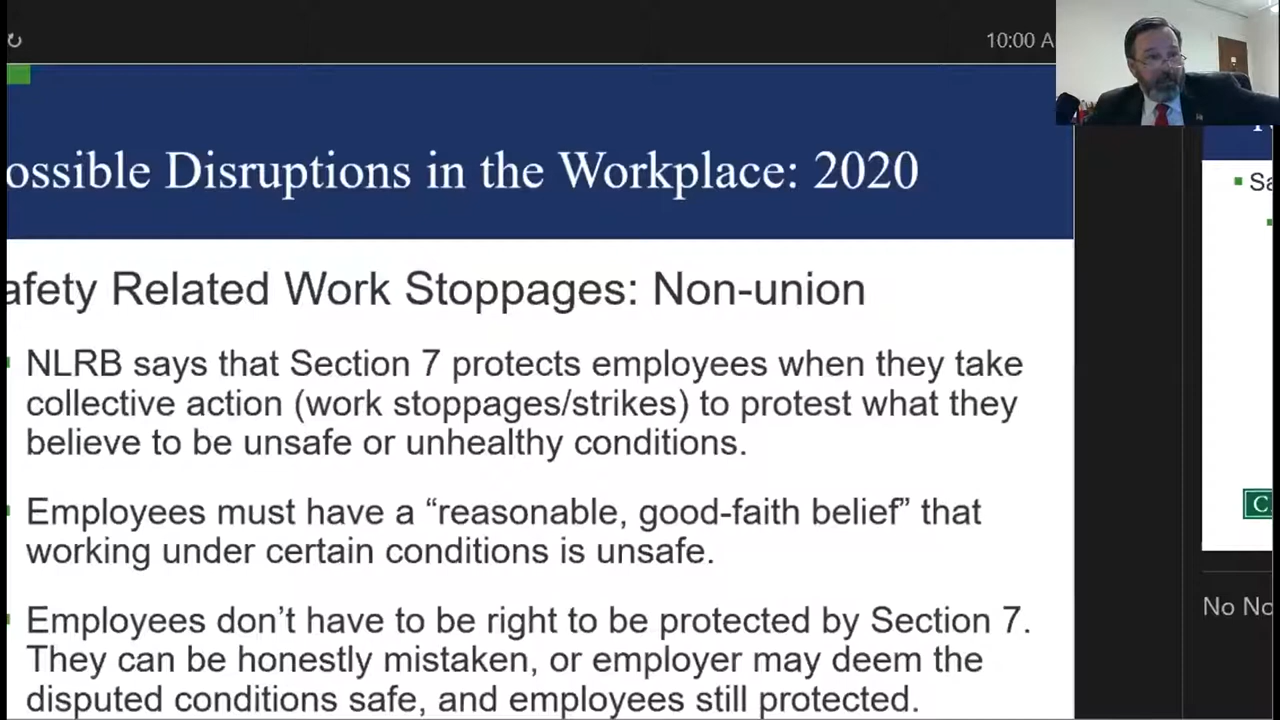 10:00 A
ossible Disruptions in the Workplace: 2020
afety Related Work Stoppages: Non-union
NLRB says that Section 7 protects employees when they take
collective action (work stoppages/strikes) to protest what they
believe to be unsafe or unhealthy conditions.
Employees must have a “reasonable, good-faith belief” that
working under certain conditions is unsafe.
Employees don’t have to be right to be protected by Section 7.
They can be honestly mistaken, or employer may deem the
disputed conditions safe, and employees still protected.
Sa
C
No No